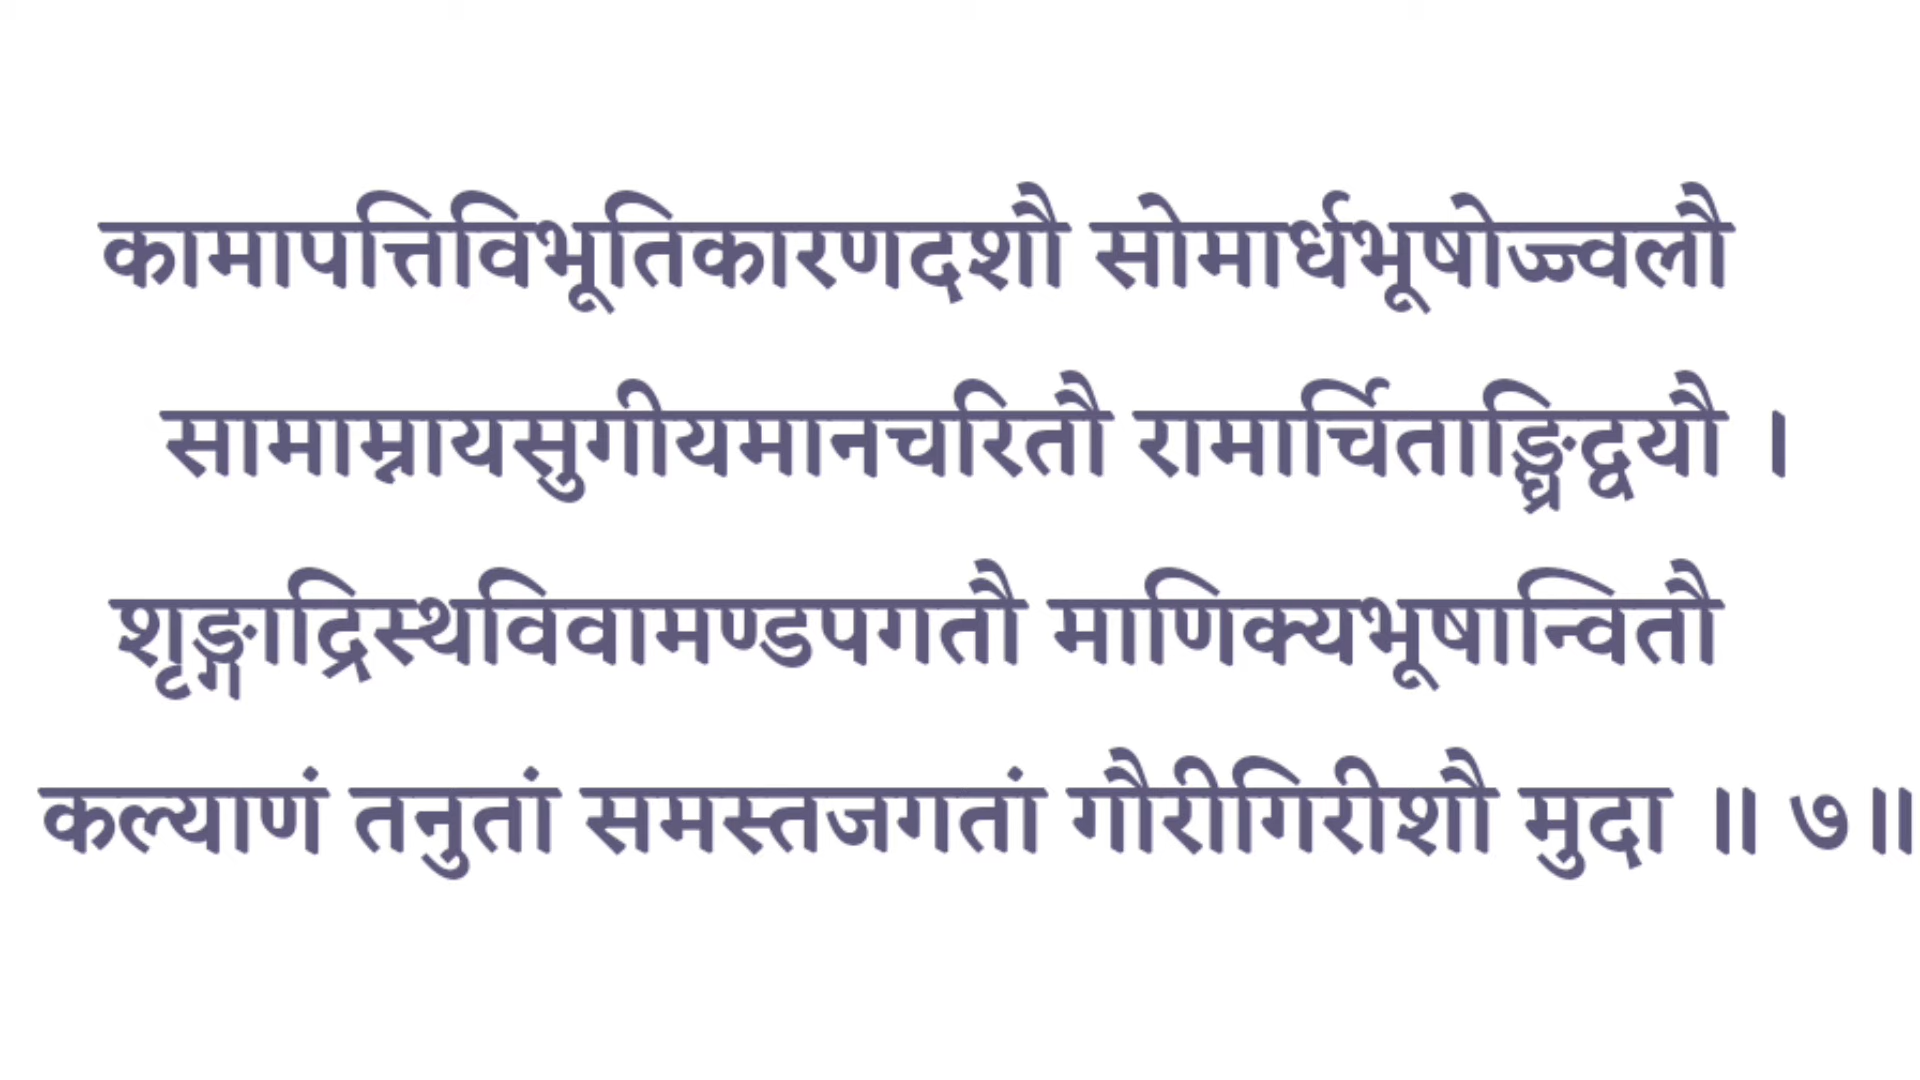 कामापत्तिविभूतिकारणदशौ सोमार्धभूषोज्ज्वलौ
सामाम्नायसुगीयमानचरितौ रामार्चिताङ्घ्रिद्वयौ ।
शृङ्गाद्रिस्थविवामण्डपगतौ माणिक्यभूषान्वितौ
कल्याणं तनुतां समस्तजगतां गौरीगिरीशौ मुदा ॥ ७॥